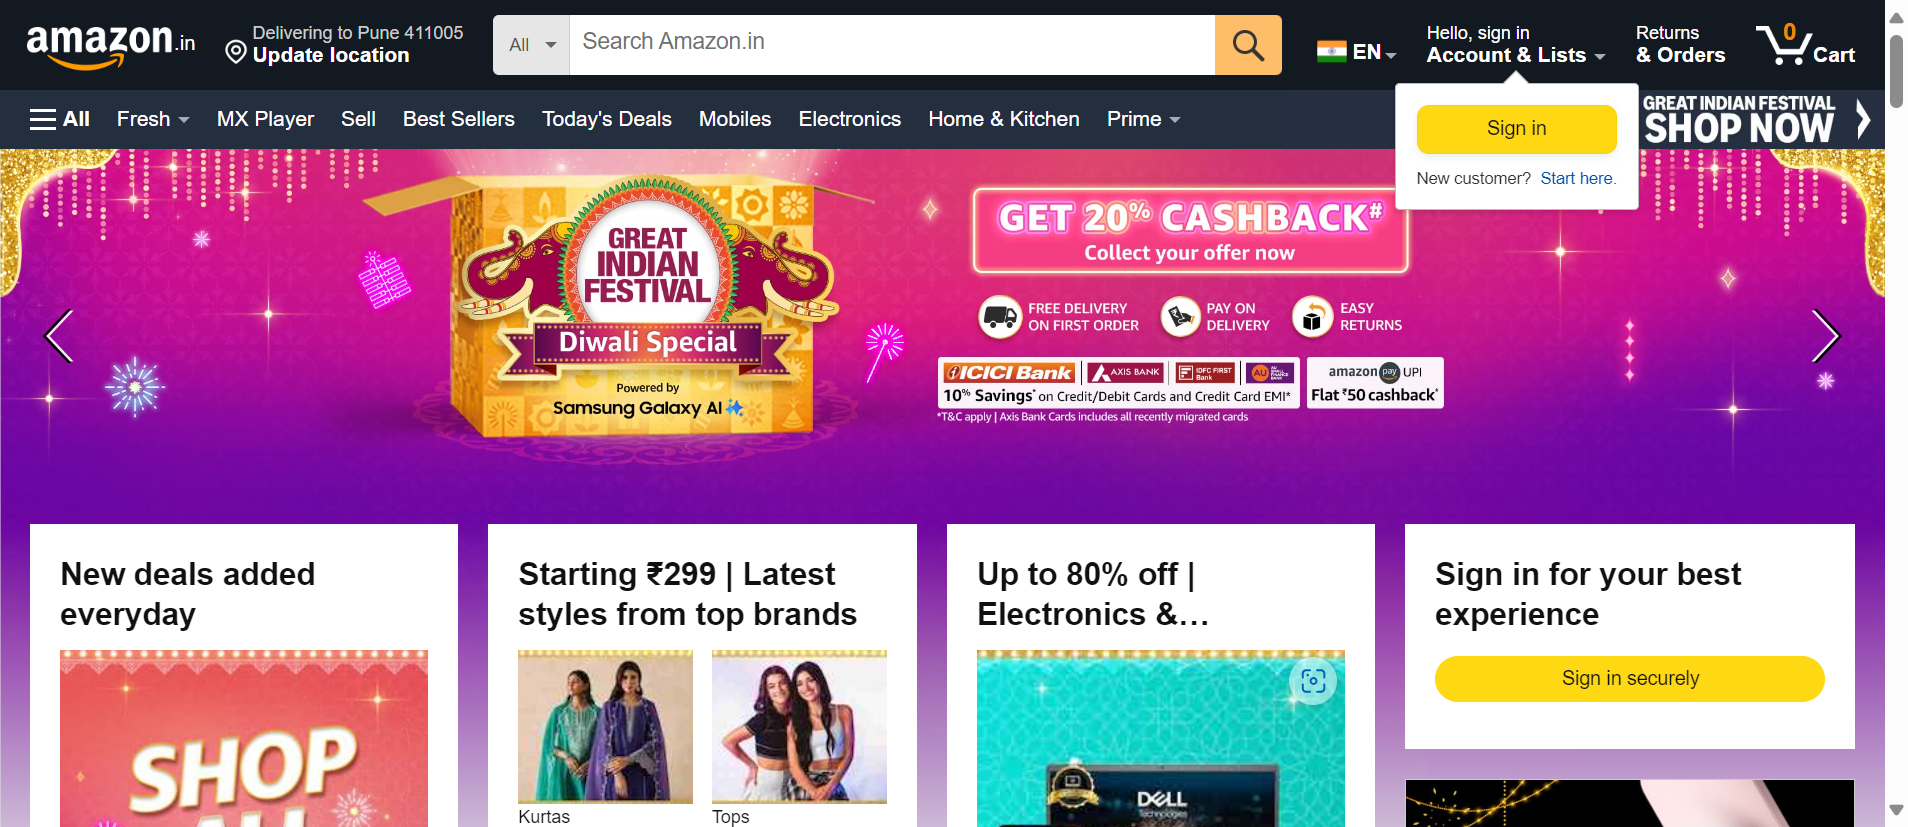 amazon.in
Delivering to Pune 411005
Update location
All
Search Amazon.in
EN
Hello, sign in
Account & Lists
Returns
& Orders
0
Cart
All
Fresh
MX Player
Sell
Best Sellers
Today's Deals
Mobiles
Electronics
Home & Kitchen
Prime
Sign in
New customer? Start here.
GREAT INDIAN FESTIVAL
SHOP NOW
GREAT
INDIAN
FESTIVAL
Diwali Special
Powered by
Samsung Galaxy AI
GET 20% CASHBACK#
Collect your offer now
FREE DELIVERY
ON FIRST ORDER
PAY ON
DELIVERY
EASY
RETURNS
ICICI Bank
AXIS BANK
IDFC FIRST
Bank
AU
10% Savings* on Credit/Debit Cards and Credit Card EMI*
amazon pay UPI
Flat ₹50 cashback*
*T&C apply | Axis Bank Cards includes all recently migrated cards
New deals added
everyday
SHOP
ALL
Starting ₹299 | Latest
styles from top brands
Kurtas
Tops
Up to 80% off |
Electronics &…
DELL
Technologies
Sign in for your best
experience
Sign in securely